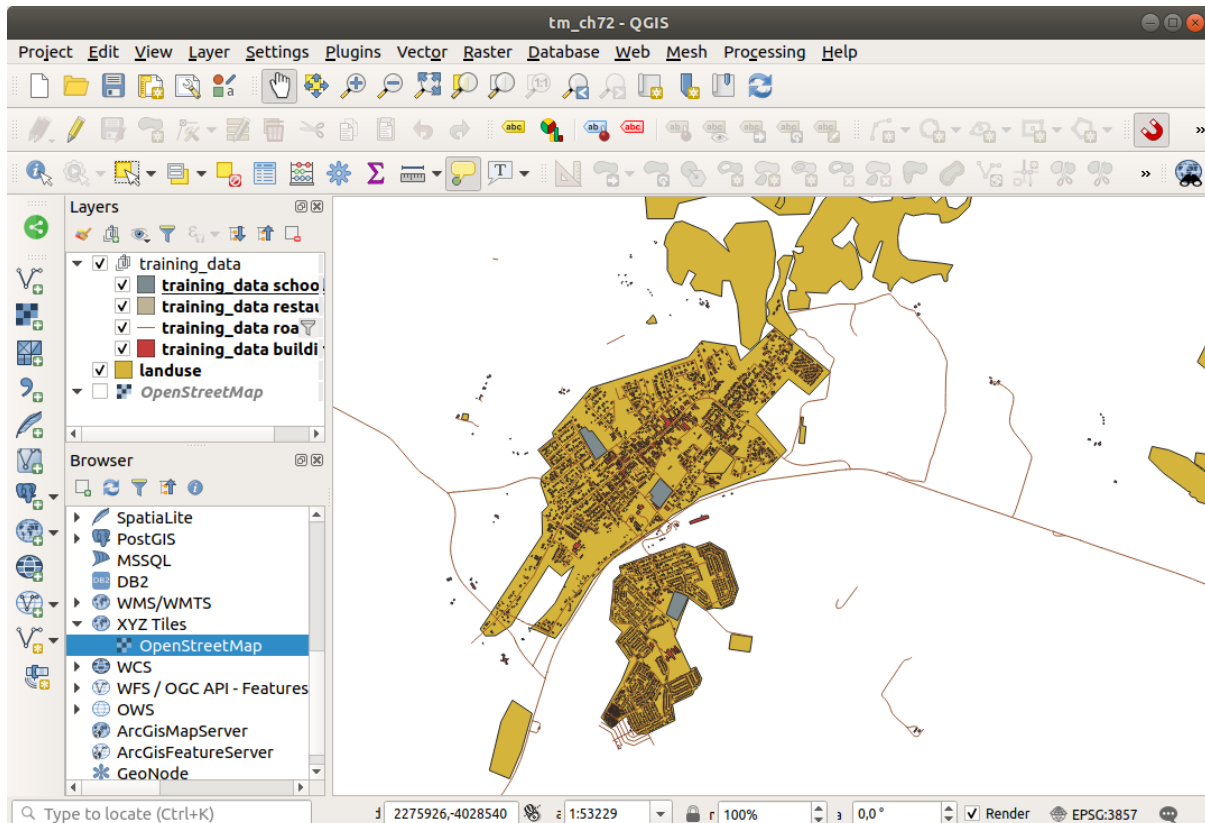 tm_ch72 - QGIS
Project Edit View Layer Settings Plugins Vector Raster Database Web Mesh Processing Help
Layers
training_data
training_data schoo
training_data restau
training_data roa
training_data buildi
landuse
OpenStreetMap
Browser
SpatiaLite
PostGIS
MSSQL
DB2
WMS/WMTS
XYZ Tiles
OpenStreetMap
WCS
WFS / OGC API - Features
OWS
ArcGisMapServer
ArcGisFeatureServer
GeoNode
Type to locate (Ctrl+K) 2275926,-4028540 1:53229 100% 0,0 ° Render EPSG:3857